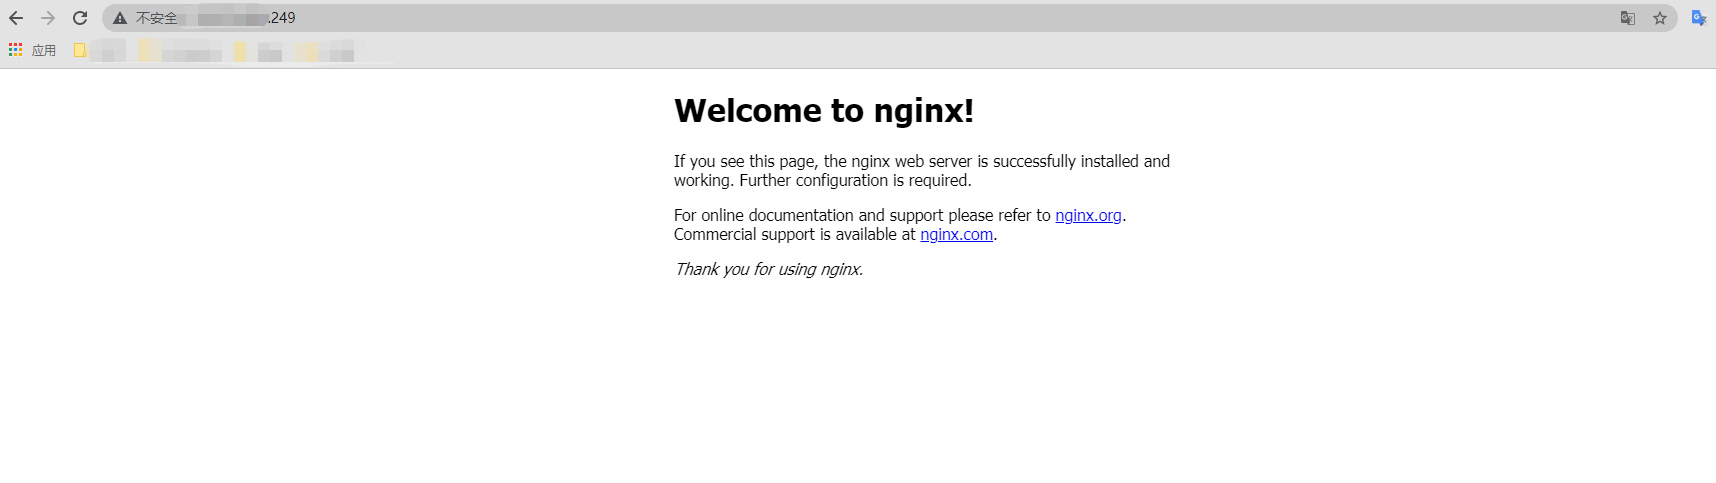 不安全 .249
应用
Welcome to nginx!
If you see this page, the nginx web server is successfully installed and
working. Further configuration is required.
For online documentation and support please refer to nginx.org.
Commercial support is available at nginx.com.
Thank you for using nginx.